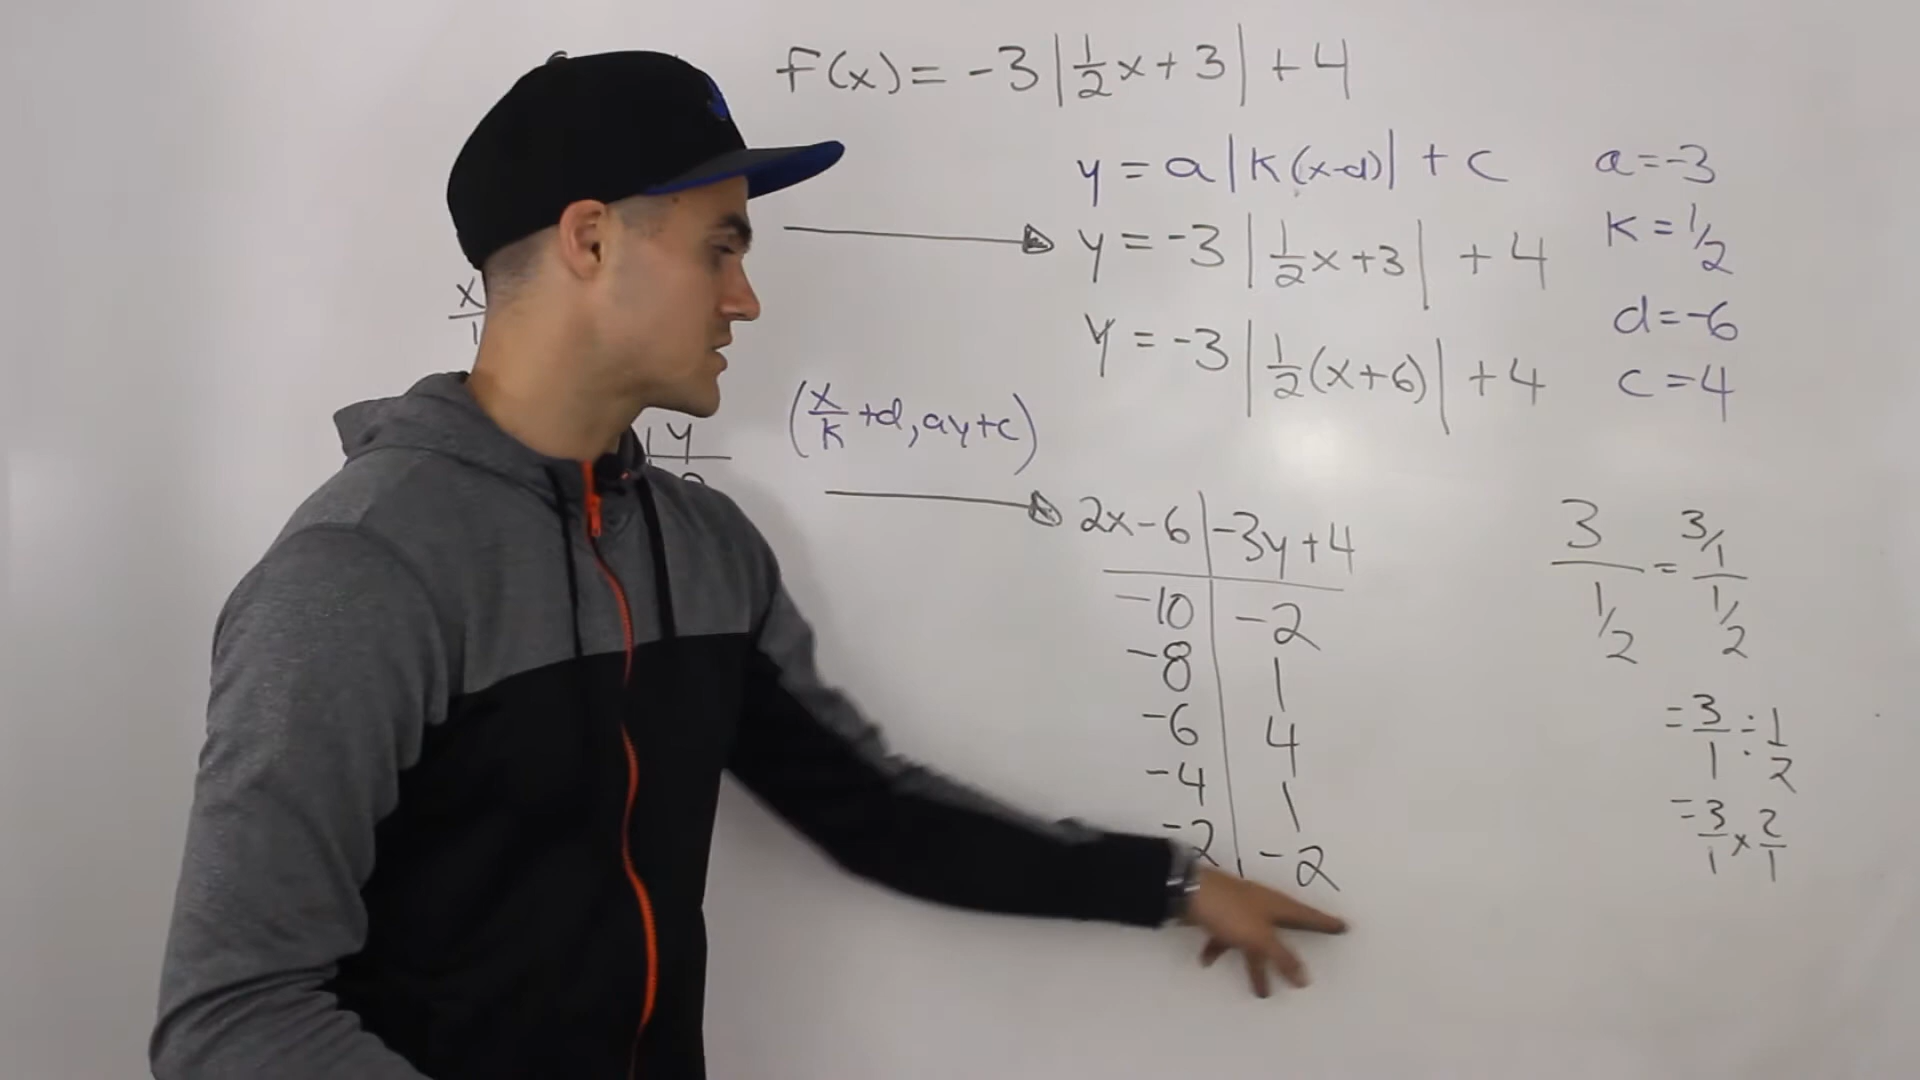 f(x) = -3|1/2x+3| + 4
y = a|k(x-d)| + c
a = -3
y = -3|1/2x+3| + 4
k = 1/2
x/1
y = -3|1/2(x+6)| + 4
d = -6
c = 4
(x/k+d, ay+c)
y
2x-6 | -3y+4
-10 | -2
-8 | 1
-6 | 4
-4 | 1
-2 | -2
3/(1/2) = (3/1)/(1/2)
= 3/1 ÷ 1/2
= 3/1 x 2/1